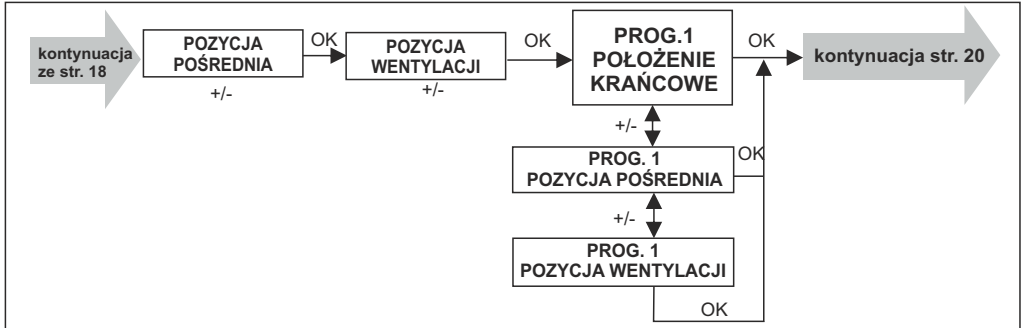 kontynuacja
ze str. 18
POZYCJA
POŚREDNIA
+/-
OK
POZYCJA
WENTYLACJI
+/-
OK
PROG.1
POŁOŻENIE
KRAŃCOWE
OK
kontynuacja str. 20
+/-
PROG. 1
POZYCJA POŚREDNIA
OK
+/-
PROG. 1
POZYCJA WENTYLACJI
OK